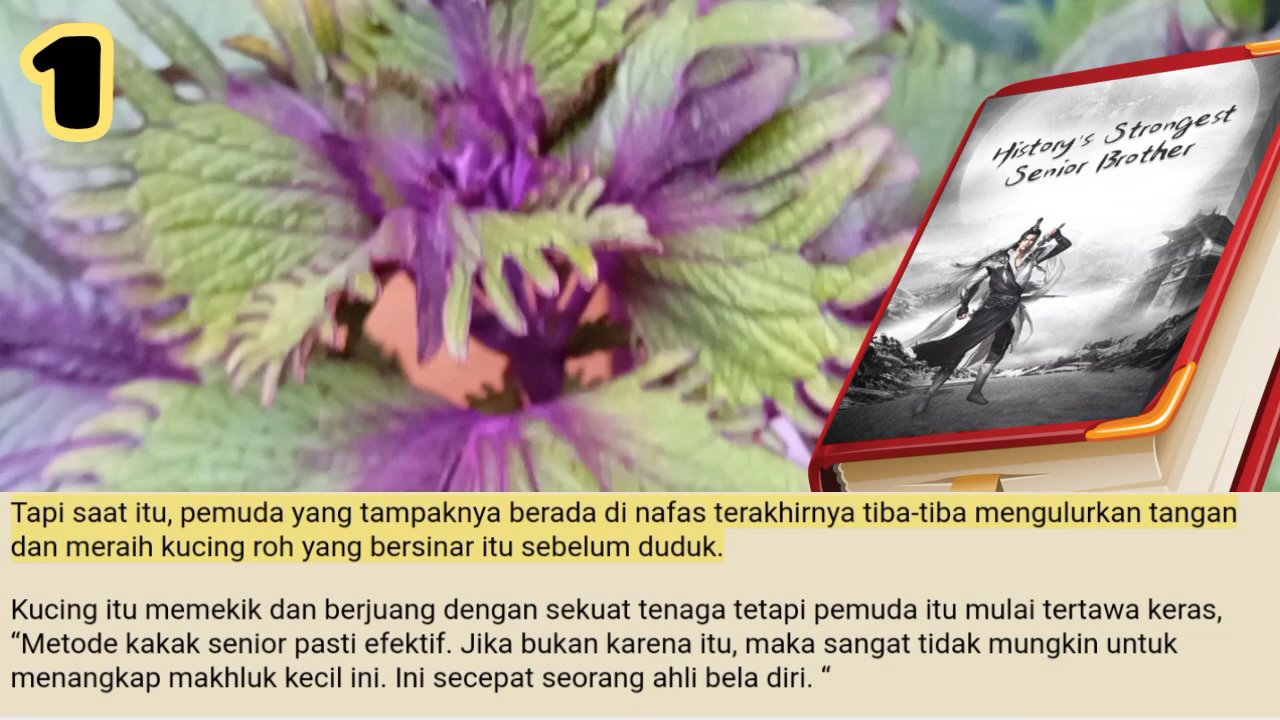 1
History's Strongest
Senior Brother
Tapi saat itu, pemuda yang tampaknya berada di nafas terakhirnya tiba-tiba mengulurkan tangan
dan meraih kucing roh yang bersinar itu sebelum duduk.
Kucing itu memekik dan berjuang dengan sekuat tenaga tetapi pemuda itu mulai tertawa keras,
“Metode kakak senior pasti efektif. Jika bukan karena itu, maka sangat tidak mungkin untuk
menangkap makhluk kecil ini. Ini secepat seorang ahli bela diri. “